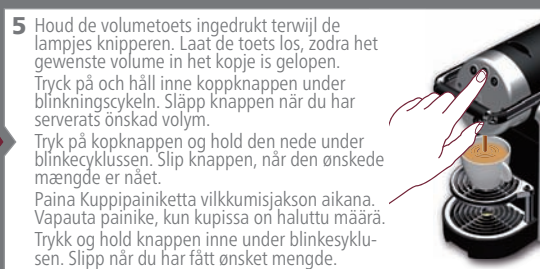 5 Houd de volumetoets ingedrukt terwijl de
lampjes knipperen. Laat de toets los, zodra het
gewenste volume in het kopje is gelopen.
Tryck på och håll inne koppknappen under
blinkningscykeln. Släpp knappen när du har
serverats önskad volym.
Tryk på kopknappen og hold den nede under
blinkecyklussen. Slip knappen, når den ønskede
mængde er nået.
Paina Kuppipainiketta vilkkumisjakson aikana.
Vapauta painike, kun kupissa on haluttu määrä.
Trykk og hold knappen inne under blinkesyklu-
sen. Slipp når du har fått ønsket mengde.